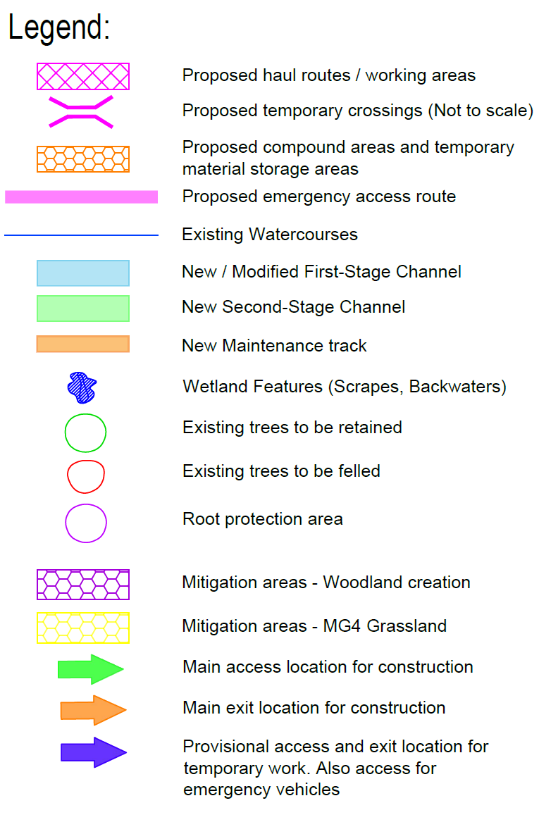 Legend:
Proposed haul routes / working areas
Proposed temporary crossings (Not to scale)
Proposed compound areas and temporary
material storage areas
Proposed emergency access route
Existing Watercourses
New / Modified First-Stage Channel
New Second-Stage Channel
New Maintenance track
Wetland Features (Scrapes, Backwaters)
Existing trees to be retained
Existing trees to be felled
Root protection area
Mitigation areas - Woodland creation
Mitigation areas - MG4 Grassland
Main access location for construction
Main exit location for construction
Provisional access and exit location for
temporary work. Also access for
emergency vehicles